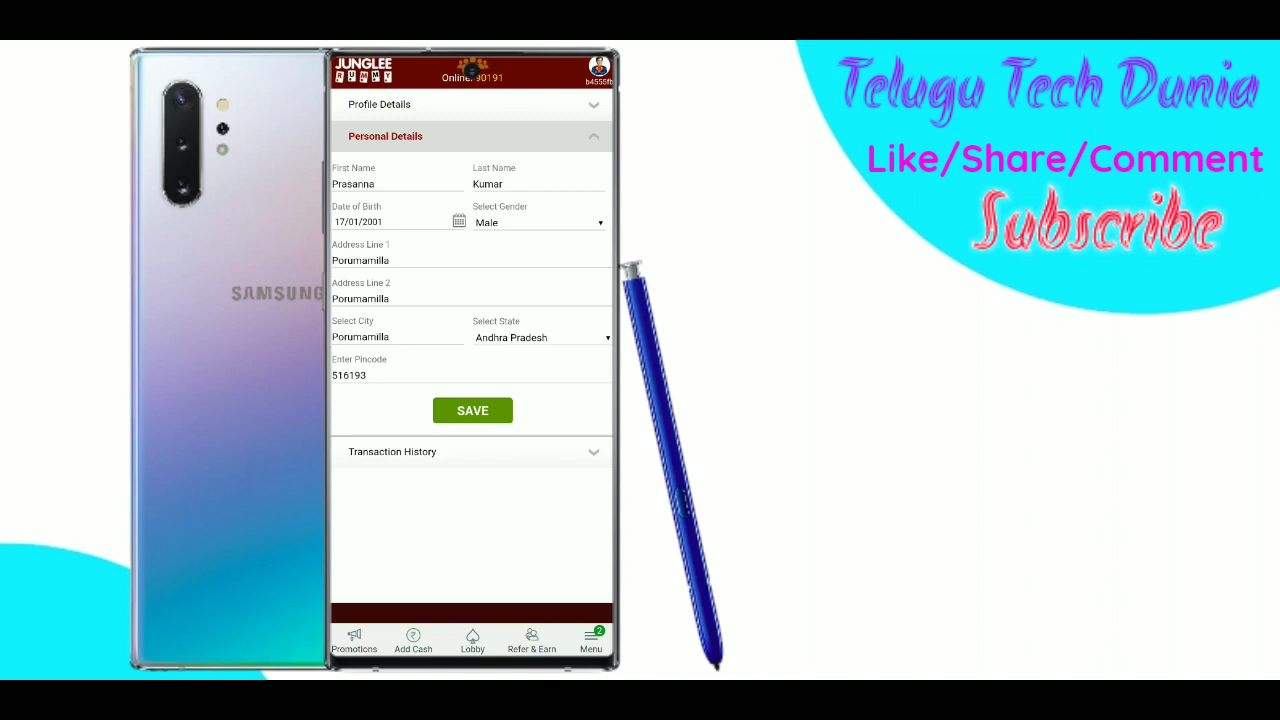 JUNGLEE
RUMMY
Online: 90191
b4555fb
Profile Details
Personal Details
First Name
Last Name
Prasanna
Kumar
Date of Birth
Select Gender
17/01/2001
Male
Address Line 1
Porumamilla
Address Line 2
Porumamilla
Select City
Select State
Porumamilla
Andhra Pradesh
Enter Pincode
516193
SAVE
Transaction History
2
Promotions
Add Cash
Lobby
Refer & Earn
Menu
SAMSUNG
Telugu Tech Dunia
Like/Share/Comment
Subscribe